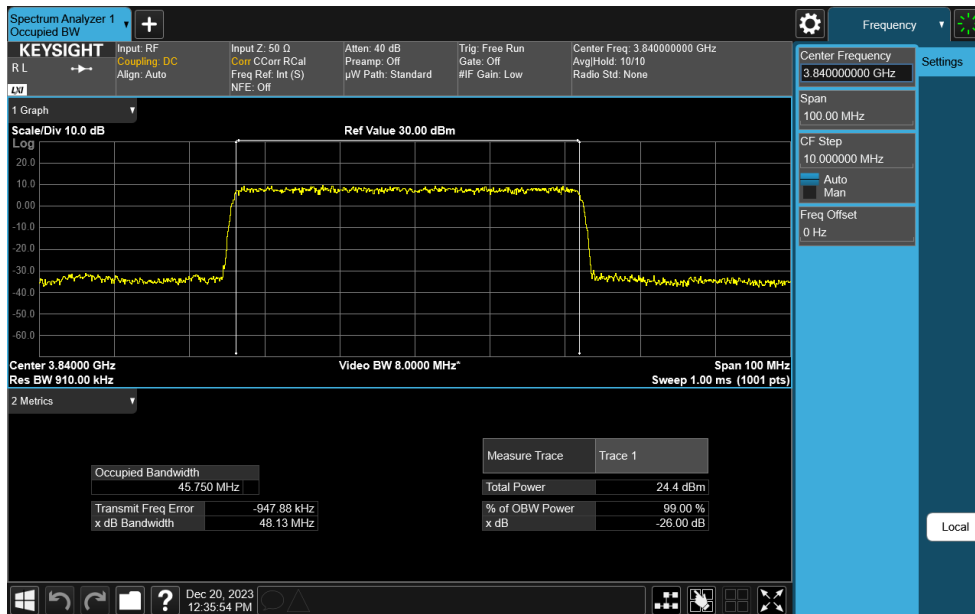 Spectrum Analyzer 1
Occupied BW
Frequency
KEYSIGHT
R L
LXI
Input: RF
Coupling: DC
Align: Auto
Input Z: 50 Ω
Corr CCorr RCal
Freq Ref: Int (S)
NFE: Off
Atten: 40 dB
Preamp: Off
µW Path: Standard
Trig: Free Run
Gate: Off
#IF Gain: Low
Center Freq: 3.840000000 GHz
Avg|Hold: 10/10
Radio Std: None
1 Graph
Scale/Div 10.0 dB
Ref Value 30.00 dBm
Log
20.0
10.0
0.00
-10.0
-20.0
-30.0
-40.0
-50.0
-60.0
Center 3.84000 GHz
Video BW 8.0000 MHz*
Span 100 MHz
Res BW 910.00 kHz
Sweep 1.00 ms (1001 pts)
2 Metrics
Measure Trace
Trace 1
Occupied Bandwidth
45.750 MHz
Total Power
24.4 dBm
Transmit Freq Error
-947.88 kHz
% of OBW Power
99.00 %
x dB Bandwidth
48.13 MHz
x dB
-26.00 dB
Center Frequency
3.840000000 GHz
Settings
Span
100.00 MHz
CF Step
10.000000 MHz
Auto
Man
Freq Offset
0 Hz
Local
?
Dec 20, 2023
12:35:54 PM